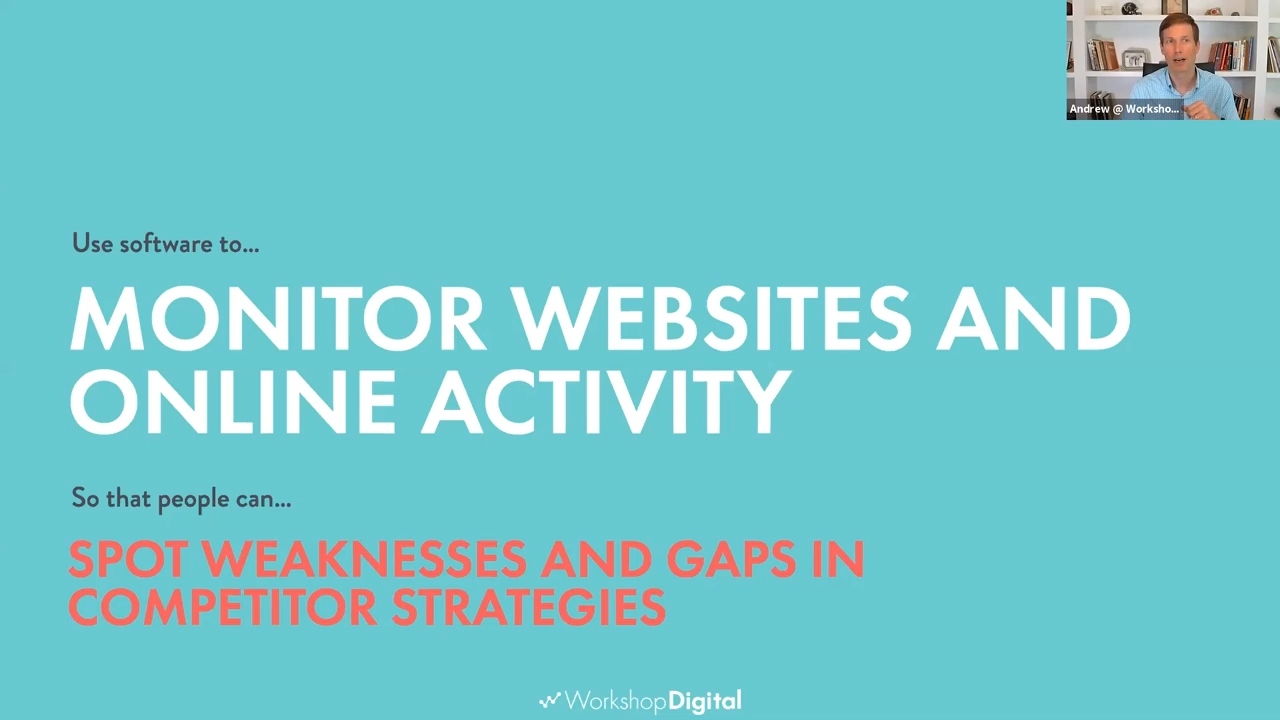 Andrew @ Worksho...
Use software to...
MONITOR WEBSITES AND
ONLINE ACTIVITY
So that people can...
SPOT WEAKNESSES AND GAPS IN
COMPETITOR STRATEGIES
WorkshopDigital